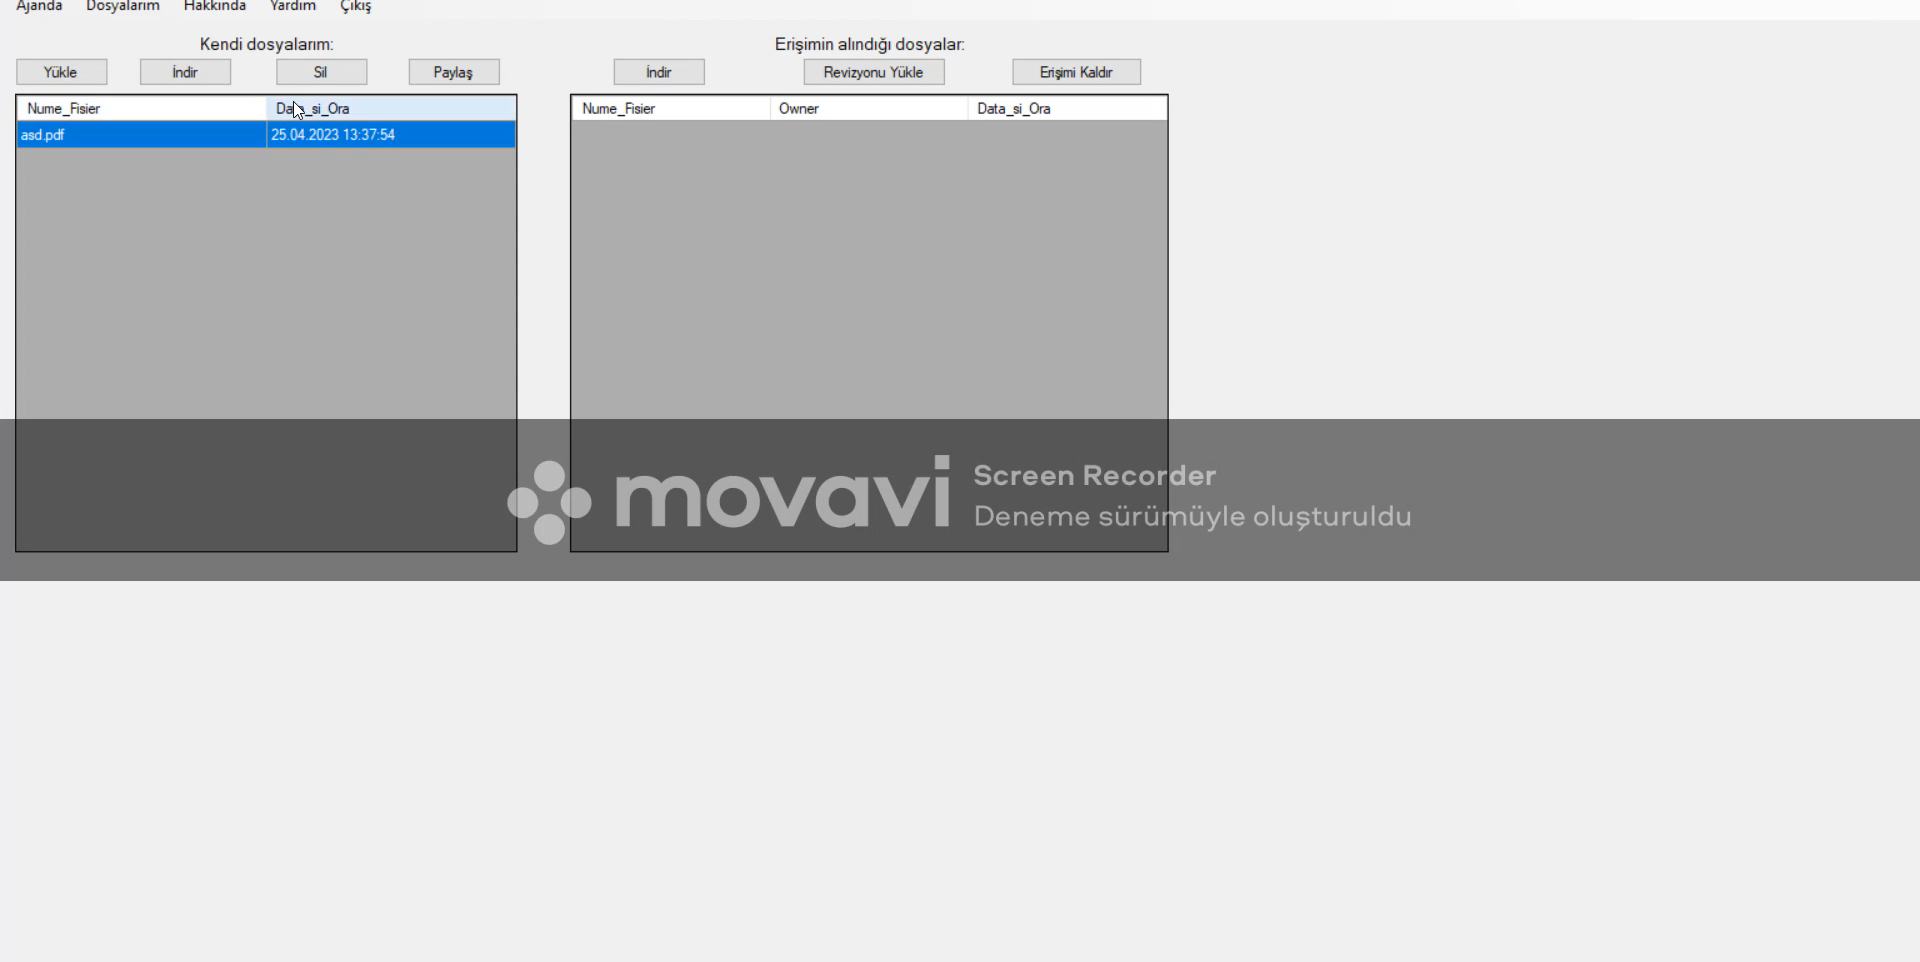 Ajanda Dosyalarım Hakkında Yardım Çıkış
Kendi dosyalarım:
Yükle İndir Sil Paylaş
Nume_Fisier Data_si_Ora
asd.pdf 25.04.2023 13:37:54
Erişimin alındığı dosyalar:
İndir Revizyonu Yükle Erişimi Kaldır
Nume_Fisier Owner Data_si_Ora
movavi
Screen Recorder
Deneme sürümüyle oluşturuldu